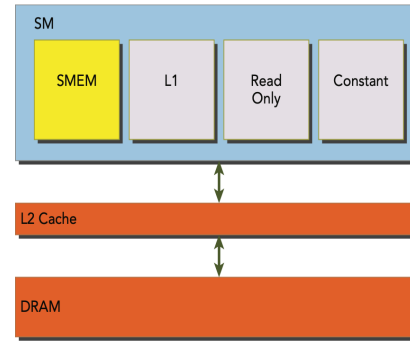 SM
SMEM
L1
Read
Only
Constant
L2 Cache
DRAM